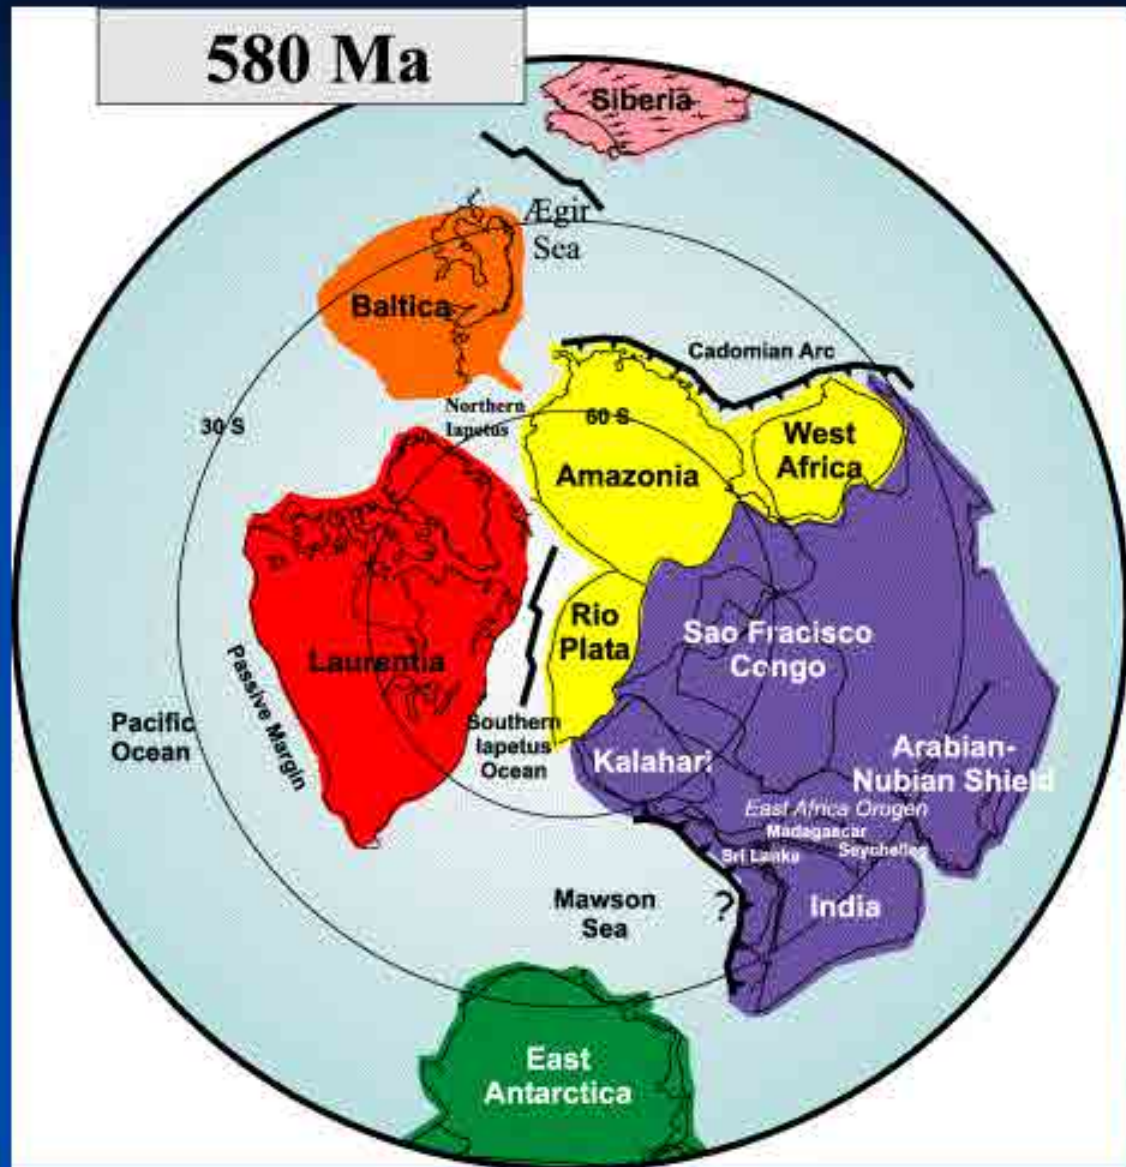 580 Ma
Siberia
Ægir
Sea
Baltica
Cadomian Arc
Northern
Iapetus
30 S
60 S
West
Africa
Amazonia
Rio
Plata
Sao Fracisco
Congo
Laurentia
Passive Margin
Pacific
Ocean
Southern
Iapetus
Ocean
Kalahari
Arabian-
Nubian Shield
East Africa Orogen
Madagascar
Sri Lanka
Seychelles
Mawson
Sea
?
India
East
Antarctica